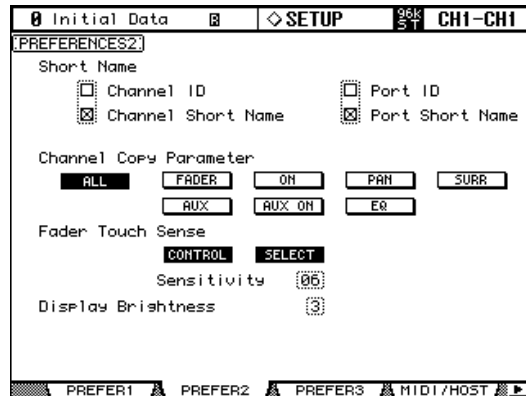 0 Initial Data R ◇SETUP 96k ST CH1-CH1
PREFERENCES2
Short Name
Channel ID Port ID
Channel Short Name Port Short Name
Channel Copy Parameter
ALL FADER ON PAN SURR
AUX AUX ON EQ
Fader Touch Sense
CONTROL SELECT
Sensitivity 06
Display Brightness 3
PREFER1 PREFER2 PREFER3 MIDI/HOST